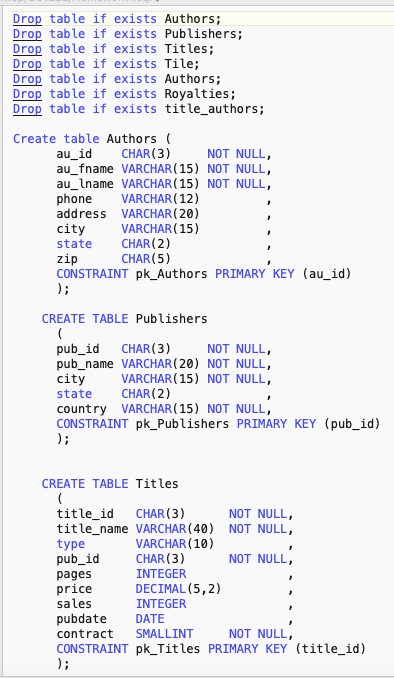 Drop table if exists Authors;
Drop table if exists Publishers;
Drop table if exists Titles;
Drop table if exists Tile;
Drop table if exists Authors;
Drop table if exists Royalties;
Drop table if exists title_authors;
Create table Authors (
au_id CHAR(3) NOT NULL,
au_fname VARCHAR(15) NOT NULL,
au_lname VARCHAR(15) NOT NULL,
phone VARCHAR(12) ,
address VARCHAR(20) ,
city VARCHAR(15) ,
state CHAR(2) ,
zip CHAR(5) ,
CONSTRAINT pk_Authors PRIMARY KEY (au_id)
);
CREATE TABLE Publishers
(
pub_id CHAR(3) NOT NULL,
pub_name VARCHAR(20) NOT NULL,
city VARCHAR(15) NOT NULL,
state CHAR(2) ,
country VARCHAR(15) NOT NULL,
CONSTRAINT pk_Publishers PRIMARY KEY (pub_id)
);
CREATE TABLE Titles
(
title_id CHAR(3) NOT NULL,
title_name VARCHAR(40) NOT NULL,
type VARCHAR(10) ,
pub_id CHAR(3) NOT NULL,
pages INTEGER ,
price DECIMAL(5,2) ,
sales INTEGER ,
pubdate DATE ,
contract SMALLINT NOT NULL,
CONSTRAINT pk_Titles PRIMARY KEY (title_id)
);